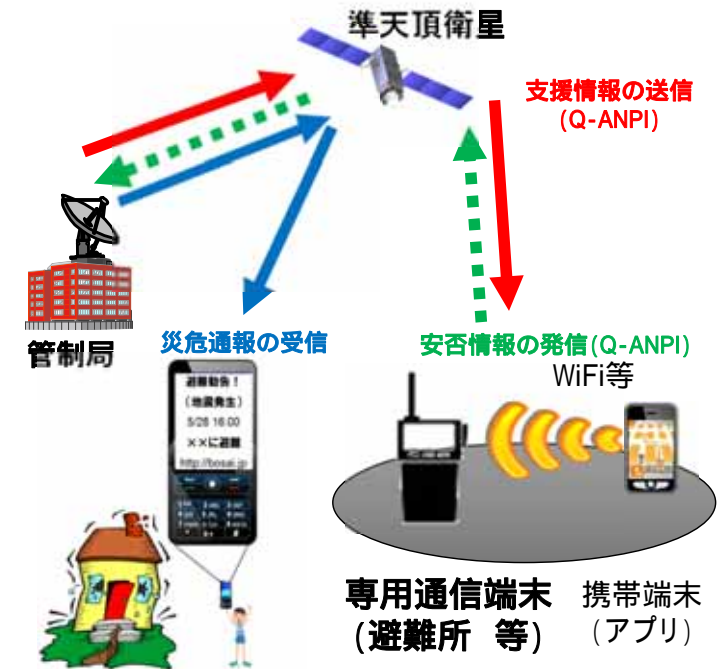 準天頂衛星
支援情報の送信
(Q-ANPI)
管制局
災危通報の受信
安否情報の発信(Q-ANPI)
WiFi等
避難勧告！
(地震発生)
5/26 16:00
××に避難
http://bosai.jp
専用通信端末
(避難所 等)
携帯端末
(アプリ)